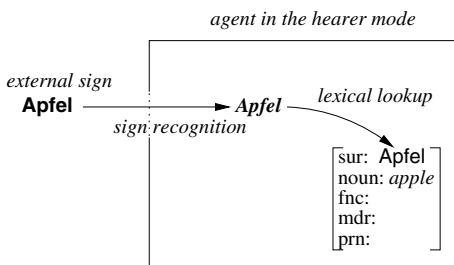 agent in the hearer mode
external sign
Apfel
Apfel
lexical lookup
sign recognition
sur: Apfel
noun: apple
fnc:
mdr:
prn: